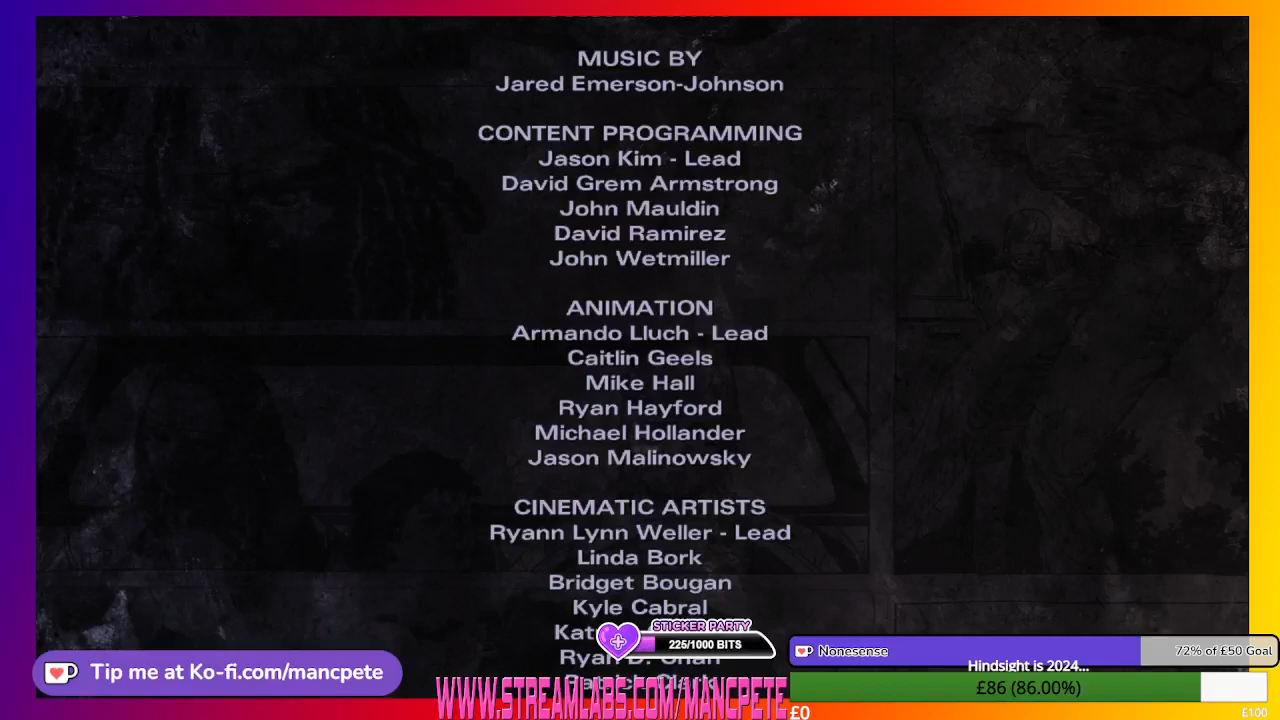 MUSIC BY
Jared Emerson-Johnson
CONTENT PROGRAMMING
Jason Kim - Lead
David Grem Armstrong
John Mauldin
David Ramirez
John Wetmiller
ANIMATION
Armando Lluch - Lead
Caitlin Geels
Mike Hall
Ryan Hayford
Michael Hollander
Jason Malinowsky
CINEMATIC ARTISTS
Ryann Lynn Weller - Lead
Linda Bork
Bridget Bougan
Kyle Cabral
STICKER PARTY
225/1000 BITS
Ryan D. Chan
Tip me at Ko-fi.com/mancpete
WWW.STREAMLABS.COM/MANCPETE
Nonesense
72% of £50 Goal
Hindsight is 2024...
£86 (86.00%)
£0
£100